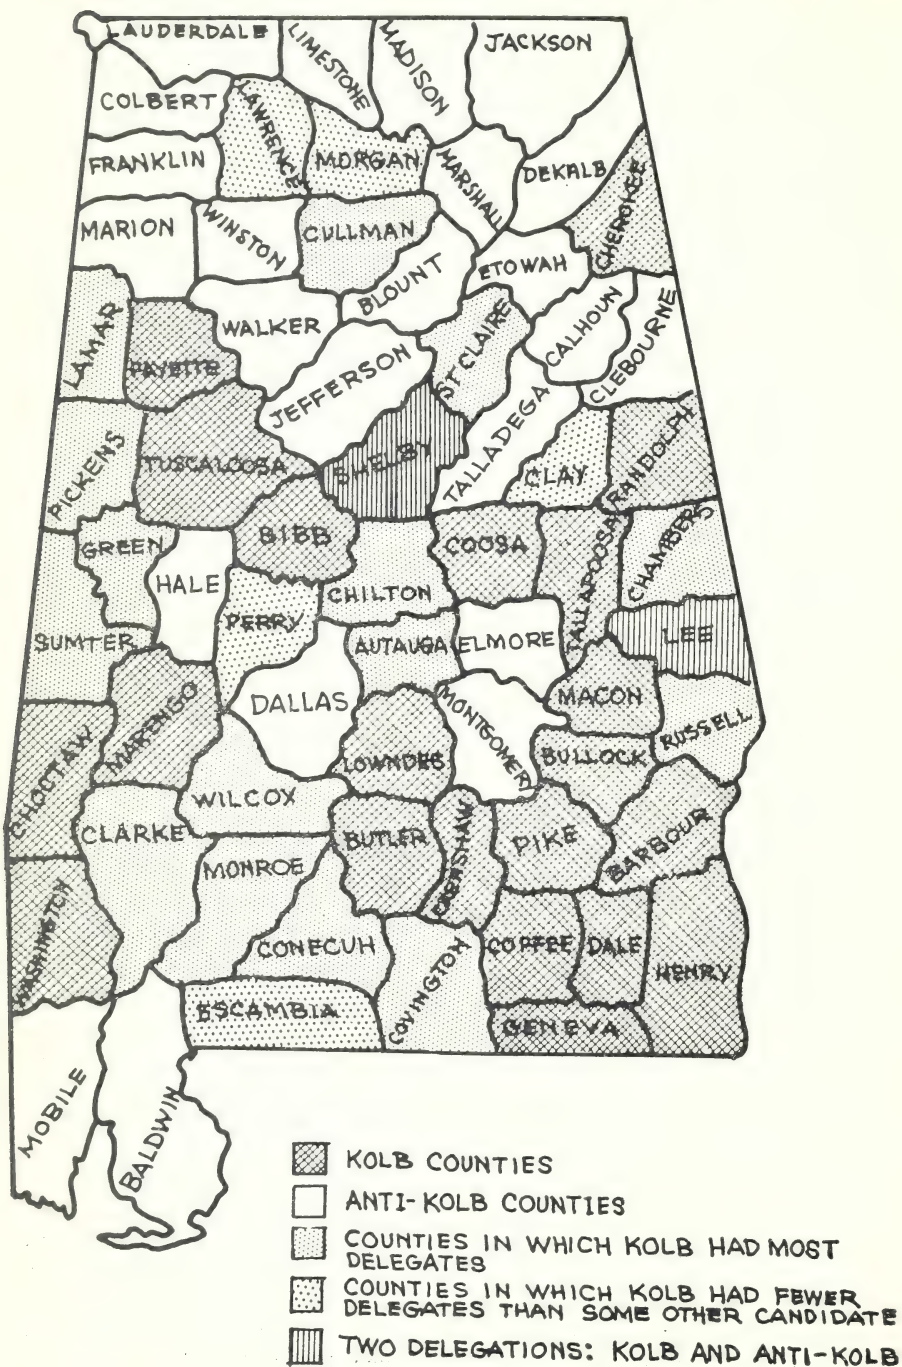 LAUDERDALE
LIMESTONE
MADISON
JACKSON
COLBERT
LAWRENCE
FRANKLIN
MORGAN
MARSHALL
DEKALB
CHEROKEE
MARION
WINSTON
CULLMAN
BLOUNT
ETOWAH
LAMAR
FAYETTE
WALKER
JEFFERSON
ST CLAIRE
CALHOUN
CLEBOURNE
PICKENS
TUSCALOOSA
SHELBY
TALLADEGA
CLAY
RANDOLPH
GREEN
HALE
BIBB
CHILTON
COOSA
TALLAPOOSA
CHAMBERS
SUMTER
PERRY
AUTAUGA
ELMORE
LEE
MARENGO
DALLAS
LOWNDES
MONTGOMERY
MACON
BULLOCK
RUSSELL
CHOCTAW
CLARKE
WILCOX
BUTLER
CRENSHAW
PIKE
BARBOUR
WASHINGTON
MONROE
CONECUH
COVINGTON
COFFEE
DALE
HENRY
ESCAMBIA
GENEVA
MOBILE
BALDWIN
KOLB COUNTIES
ANTI-KOLB COUNTIES
COUNTIES IN WHICH KOLB HAD MOST
DELEGATES
COUNTIES IN WHICH KOLB HAD FEWER
DELEGATES THAN SOME OTHER CANDIDATE
TWO DELEGATIONS: KOLB AND ANTI-KOLB